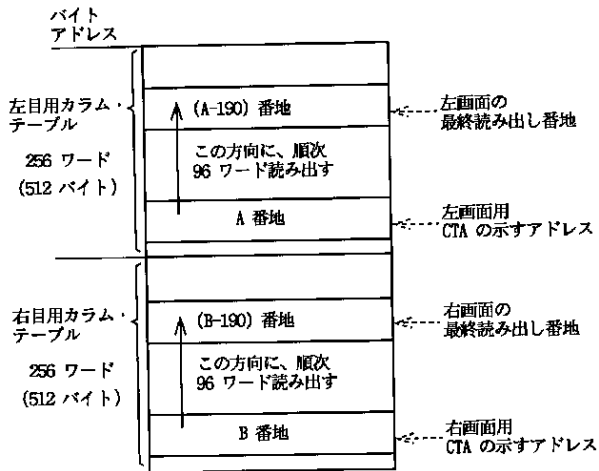 バイト
アドレス
左目用カラム・
テーブル
256 ワード
(512 バイト)
(A-190) 番地
この方向に、順次
96 ワード読み出す
A 番地
左画面の
最終読み出し番地
左画面用
CTA の示すアドレス
右目用カラム・
テーブル
256 ワード
(512 バイト)
(B-190) 番地
この方向に、順次
96 ワード読み出す
B 番地
右画面の
最終読み出し番地
右画面用
CTA の示すアドレス